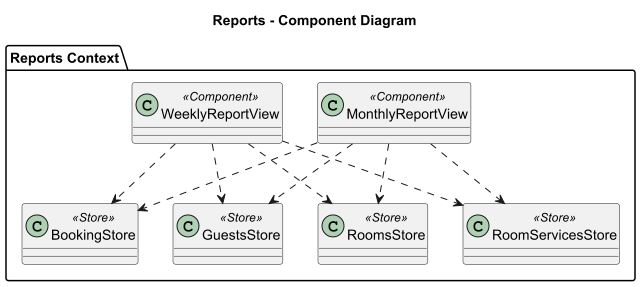 Reports - Component Diagram
Reports Context
C «Component» WeeklyReportView
C «Component» MonthlyReportView
C «Store» BookingStore
C «Store» GuestsStore
C «Store» RoomsStore
C «Store» RoomServicesStore